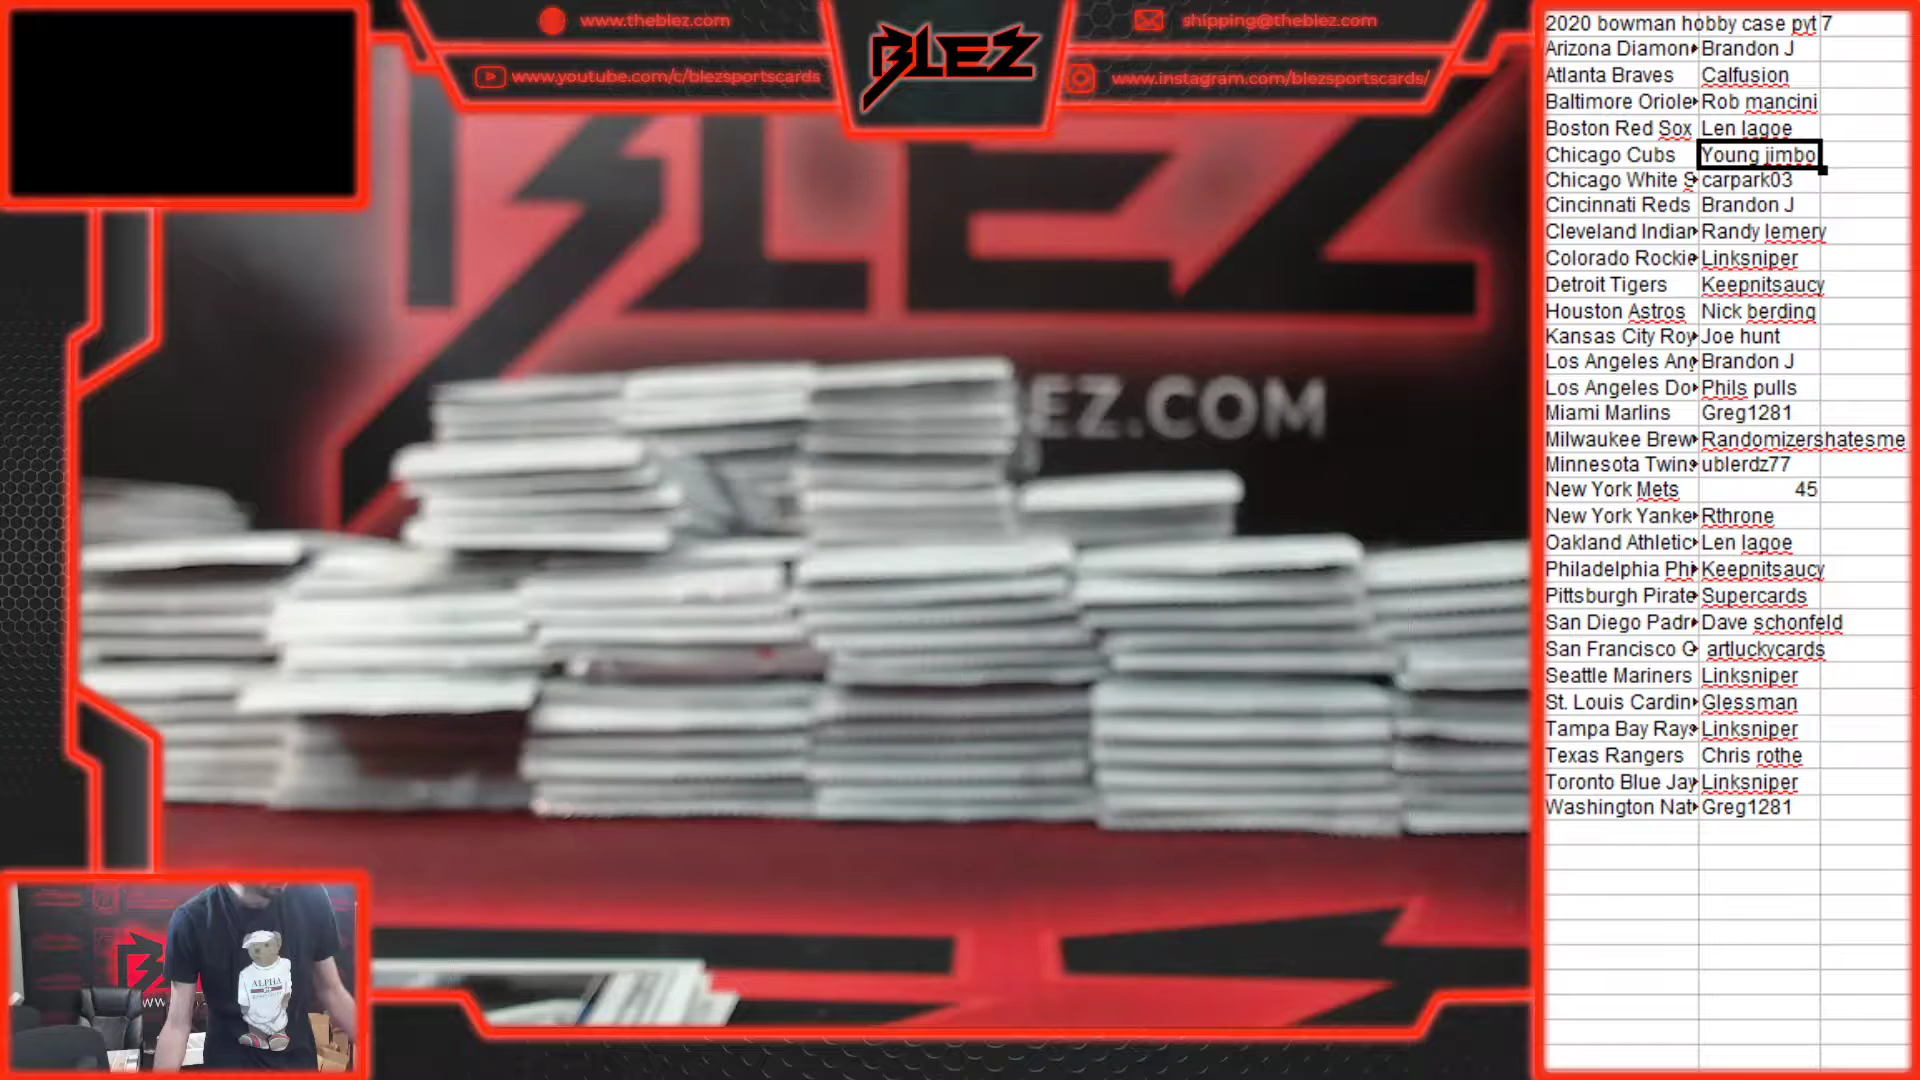 www.theblez.com
shipping@theblez.com
BLEZ
www.youtube.com/c/blezsportscards
www.instagram.com/blezsportscards/
BLEZ
EZ.COM
ALPHA
2020 bowman hobby case pyt 7
Arizona Diamon Brandon J
Atlanta Braves Calfusion
Baltimore Oriole Rob mancini
Boston Red Sox Len lagoe
Chicago Cubs Young jimbo
Chicago White S carpark03
Cincinnati Reds Brandon J
Cleveland Indian Randy lemery
Colorado Rockie Linksniper
Detroit Tigers Keepnitsaucy
Houston Astros Nick berding
Kansas City Roy Joe hunt
Los Angeles Ang Brandon J
Los Angeles Do Phils pulls
Miami Marlins Greg1281
Milwaukee Brew Randomizershatesme
Minnesota Twins ublerdz77
New York Mets 45
New York Yanke Rthrone
Oakland Athletic Len lagoe
Philadelphia Phi Keepnitsaucy
Pittsburgh Pirate Supercards
San Diego Padr Dave schonfeld
San Francisco G artluckycards
Seattle Mariners Linksniper
St. Louis Cardin Glessman
Tampa Bay Rays Linksniper
Texas Rangers Chris rothe
Toronto Blue Jay Linksniper
Washington Nat Greg1281